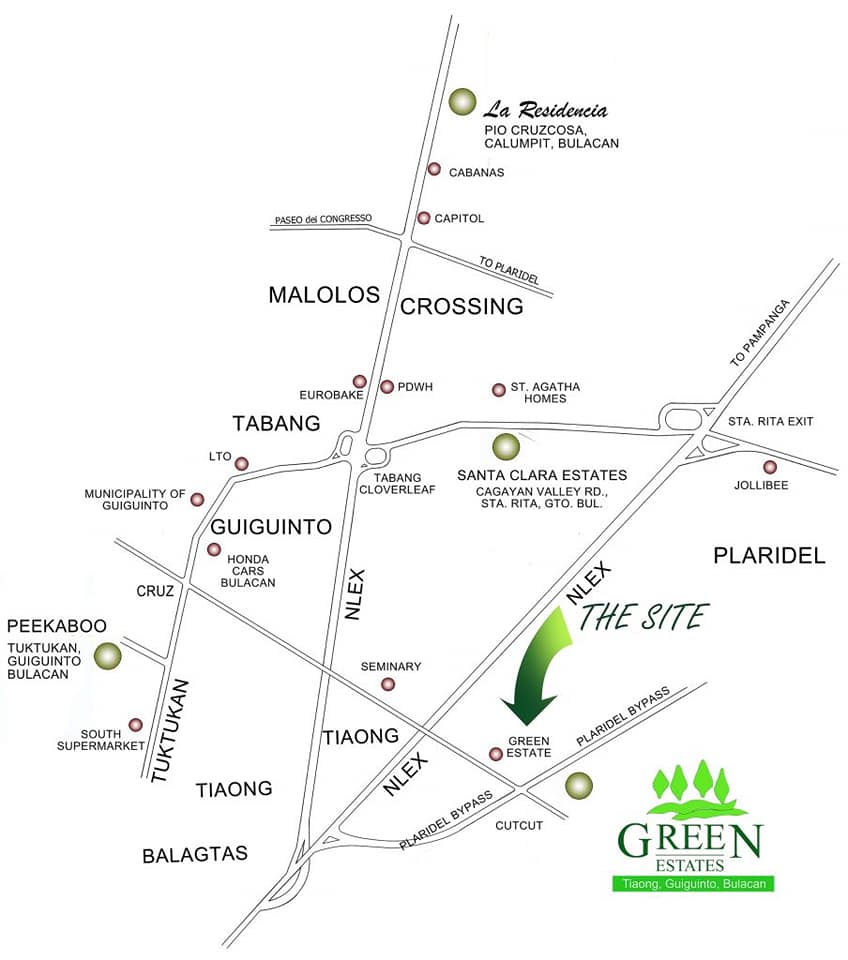 La Residencia
PIO CRUZCOSA,
CALUMPIT, BULACAN
CABANAS
PASEO del CONGRESSO
CAPITOL
TO PLARIDEL
MALOLOS
CROSSING
TO PAMPANGA
EUROBAKE
PDWH
ST. AGATHA
HOMES
TABANG
STA. RITA EXIT
LTO
TABANG
CLOVERLEAF
SANTA CLARA ESTATES
CAGAYAN VALLEY RD.,
STA. RITA, GTO. BUL.
JOLLIBEE
MUNICIPALITY OF
GUIGUINTO
GUIGUINTO
HONDA
CARS
BULACAN
PLARIDEL
CRUZ
NLEX
NLEX
THE SITE
PEEKABOO
TUKTUKAN,
GUIGUINTO
BULACAN
SEMINARY
TUKTUKAN
SOUTH
SUPERMARKET
TIAONG
GREEN
ESTATE
PLARIDEL BYPASS
NLEX
TIAONG
PLARIDEL BYPASS
CUTCUT
BALAGTAS
GREEN
ESTATES
Tiaong, Guiguinto, Bulacan